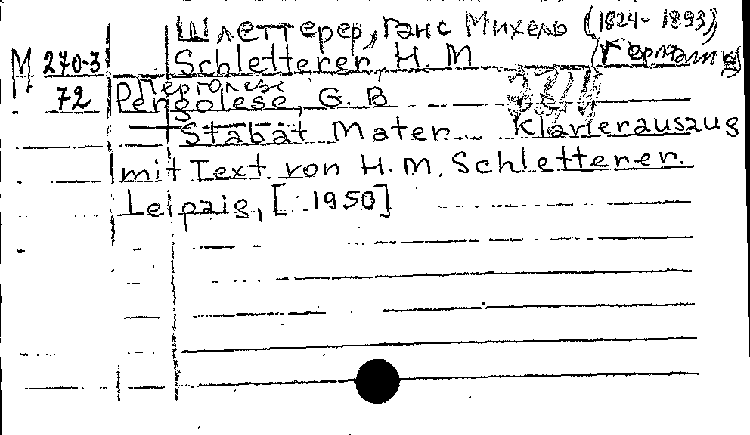 Шлеттерер, Ганс Михель (1824-1893)
М 270-3 Schletterer, H. M (Германия)
72 Перголезе
Pergolese, G. B
Stabat Mater. Klavierauszug
mit Text von H. M. Schletterer.
Leipzig, [1950]